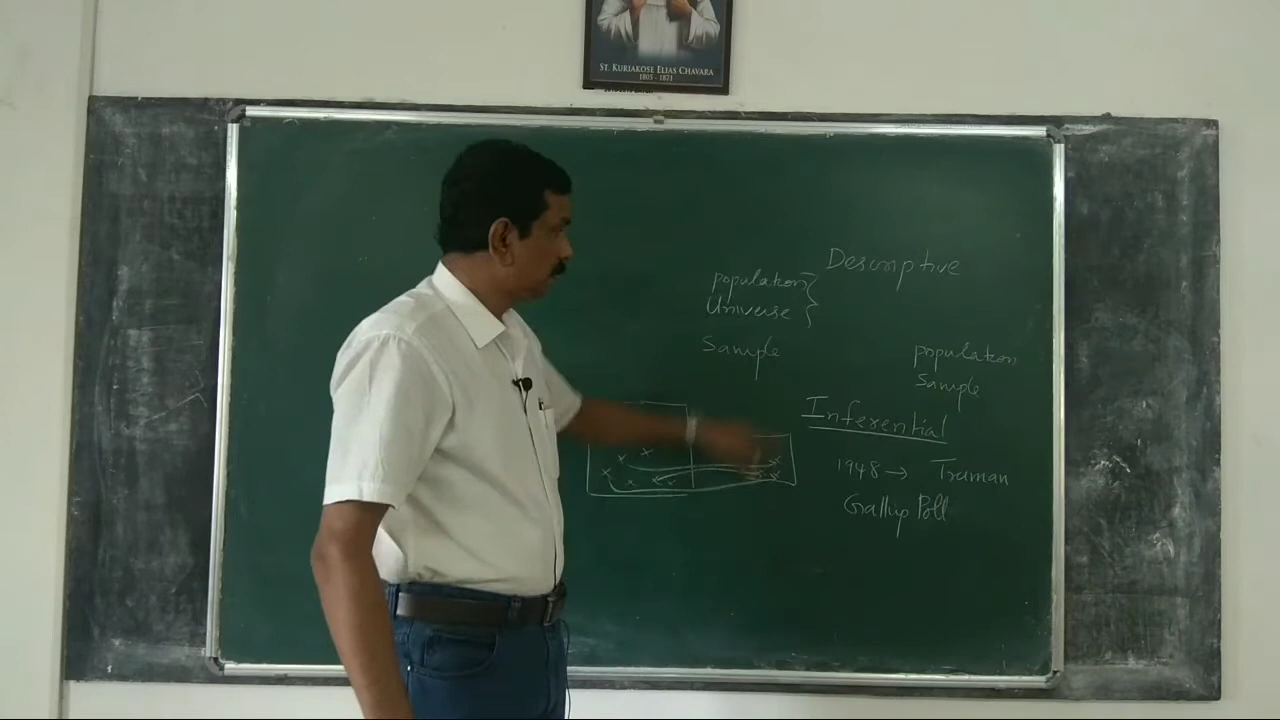 ST. KURIAKOSE ELIAS CHAVARA
1805 - 1871
Descriptive
population
Universe
Sample
population
Sample
Inferential
1948 → Truman
Gallup Poll